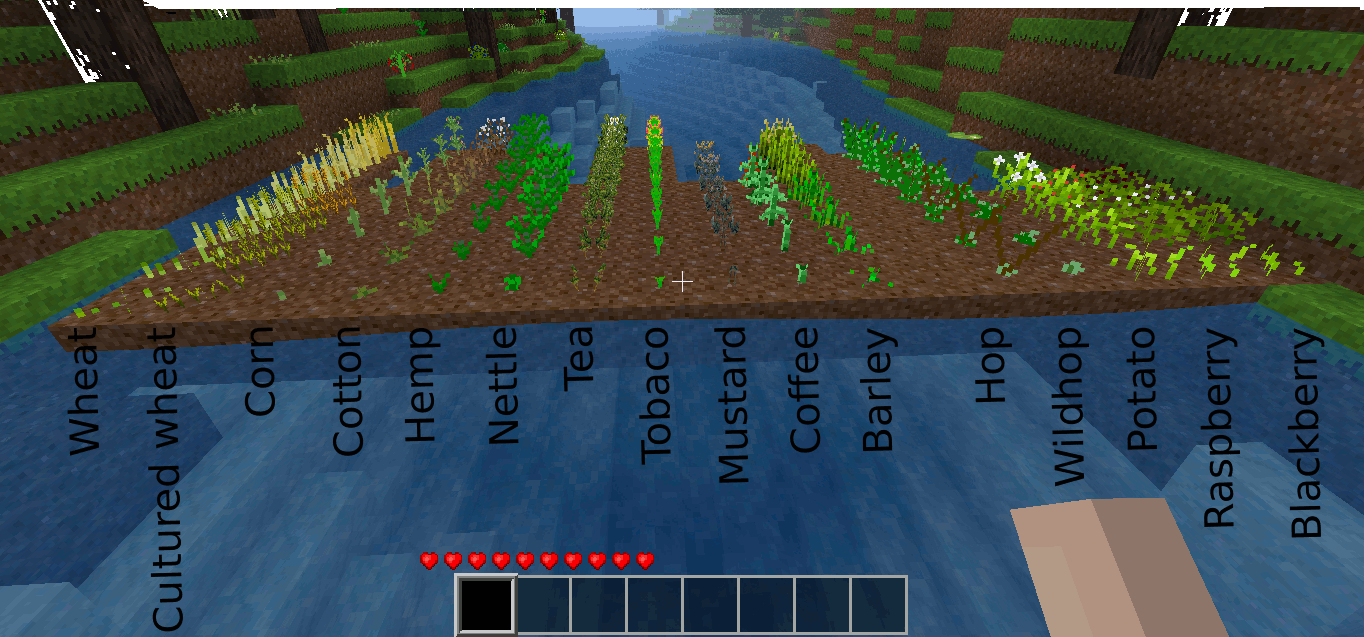 Wheat
Cultured wheat
Corn
Cotton
Hemp
Nettle
Tea
Tobaco
Mustard
Coffee
Barley
Hop
Wildhop
Potato
Raspberry
Blackberry